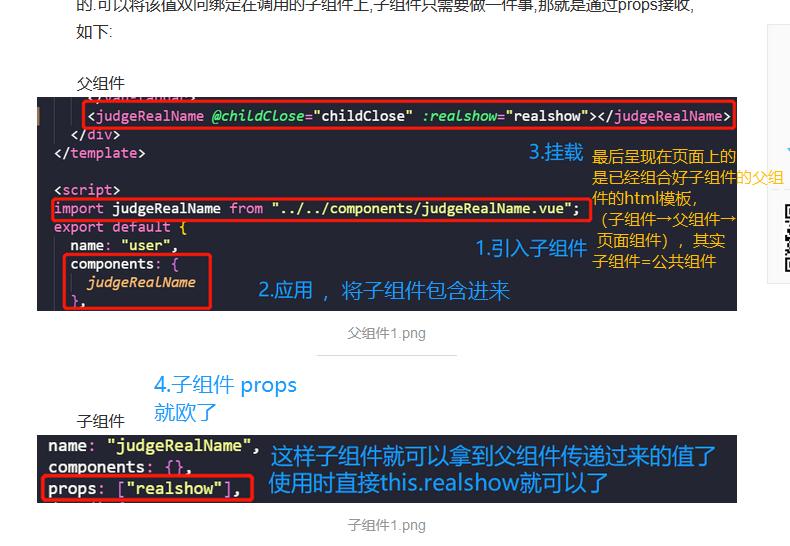 的.可以将该值双向绑定在调用的子组件上,子组件只需要做一件事,那就是通过props接收,
如下:
父组件
<judgeRealName @childClose="childClose" :realshow="realshow"></judgeRealName>
</div>
</template>
3.挂载
最后呈现在页面上的
是已经组合好子组件的父组
件的html模板,
（子组件→父组件→
页面组件），其实
子组件=公共组件
<script>
import judgeRealName from "../../components/judgeRealName.vue";
export default {
name: "user",
1.引入子组件
components: {
judgeRealName
},
2.应用 ，将子组件包含进来
父组件1.png
4.子组件 props
就欧了
子组件
name: "judgeRealName",
components: {},
props: ["realshow"],
这样子组件就可以拿到父组件传递过来的值了
使用时直接this.realshow就可以了
子组件1.png